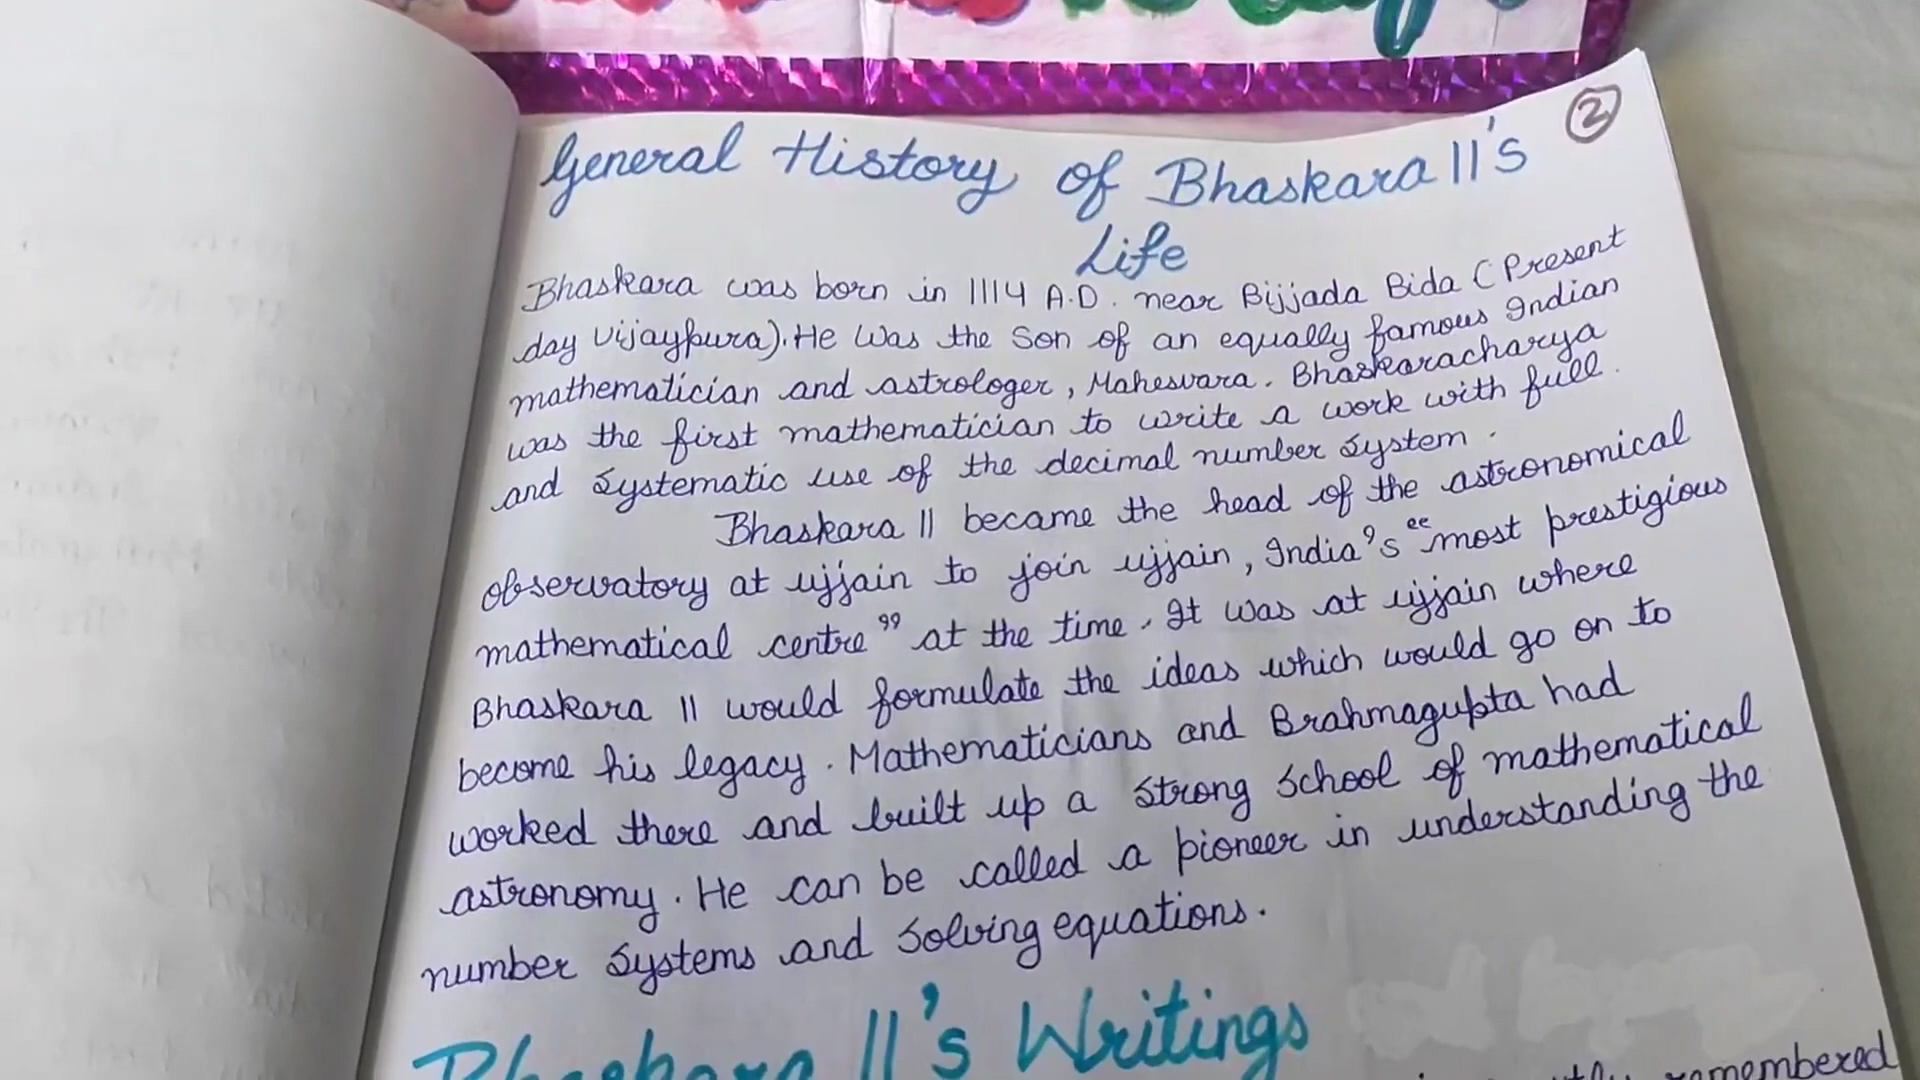 2
General History of Bhaskara II's
Life
Bhaskara was born in 1114 A.D. near Bijjada Bida (Present
day Vijaypura). He was the son of an equally famous Indian
mathematician and astrologer, Mahesvara. Bhaskaracharya
was the first mathematician to write a work with full
and systematic use of the decimal number system.
Bhaskara II became the head of the astronomical
observatory at ujjain to join ujjain, India's "most prestigious
mathematical centre" at the time. It was at ujjain where
Bhaskara II would formulate the ideas which would go on to
become his legacy. Mathematicians and Brahmagupta had
worked there and built up a strong school of mathematical
astronomy. He can be called a pioneer in understanding the
number systems and solving equations.
Bhaskara II's Writings
remembered